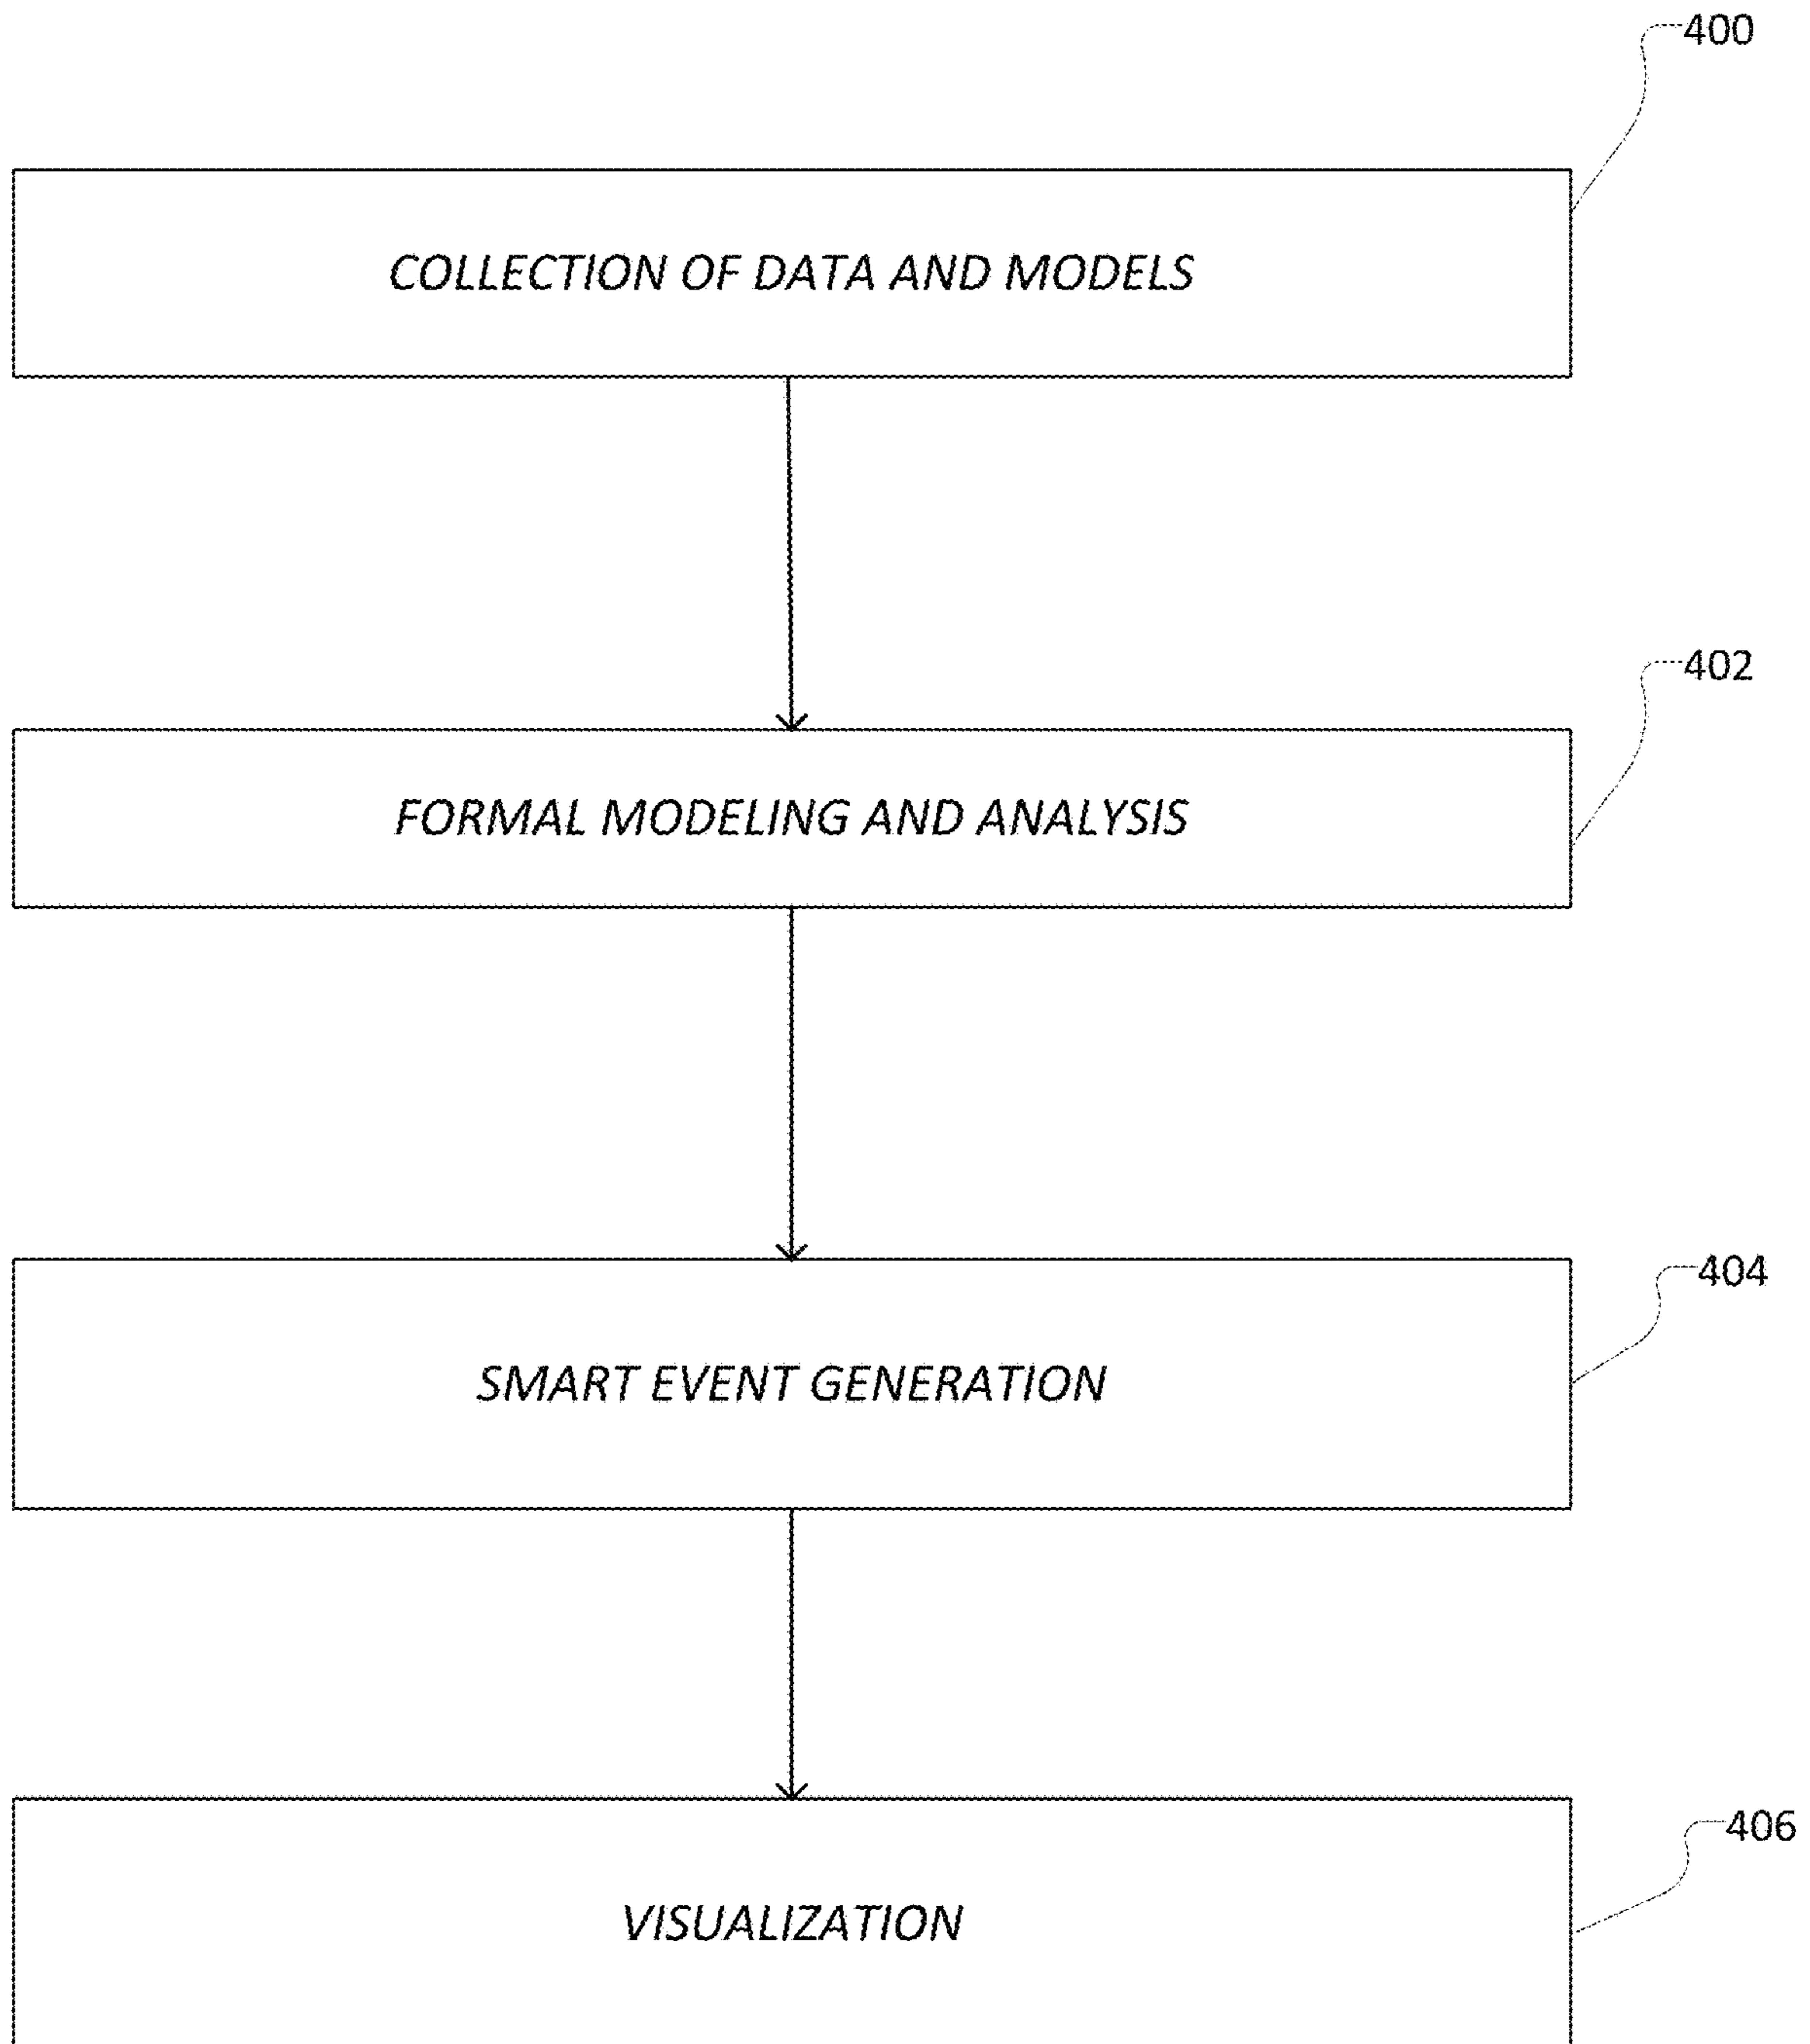 400
COLLECTION OF DATA AND MODELS
402
FORMAL MODELING AND ANALYSIS
404
SMART EVENT GENERATION
406
VISUALIZATION